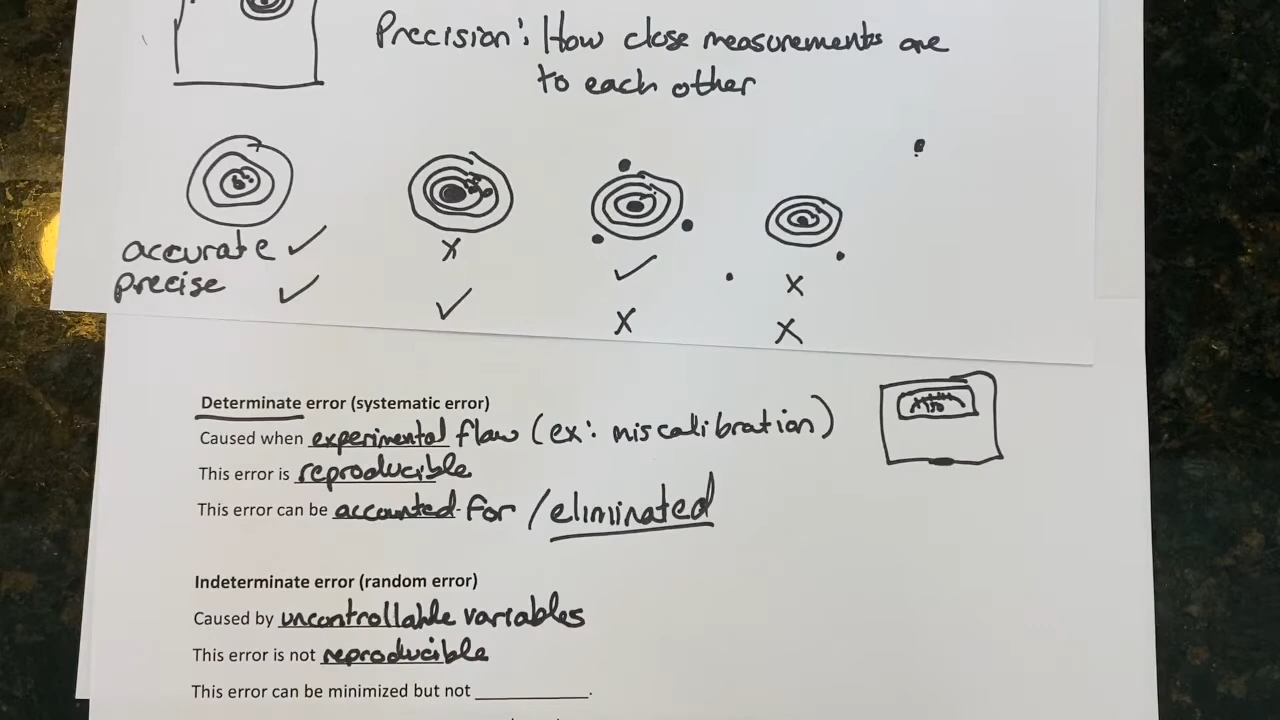 Precision: How close measurements are
to each other
accurate ✓ x ✓ x
precise ✓ ✓ x x
Determinate error (systematic error)
Caused when experimental flaw (ex: miscalibration)
This error is reproducible
This error can be accounted for /eliminated
Indeterminate error (random error)
Caused by uncontrollable variables
This error is not reproducible
This error can be minimized but not __________.